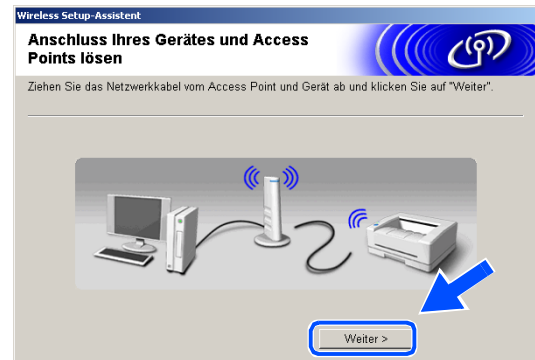 Wireless Setup-Assistent
Anschluss Ihres Gerätes und Access
Points lösen
Ziehen Sie das Netzwerkkabel vom Access Point und Gerät ab und klicken Sie auf "Weiter".
Weiter >